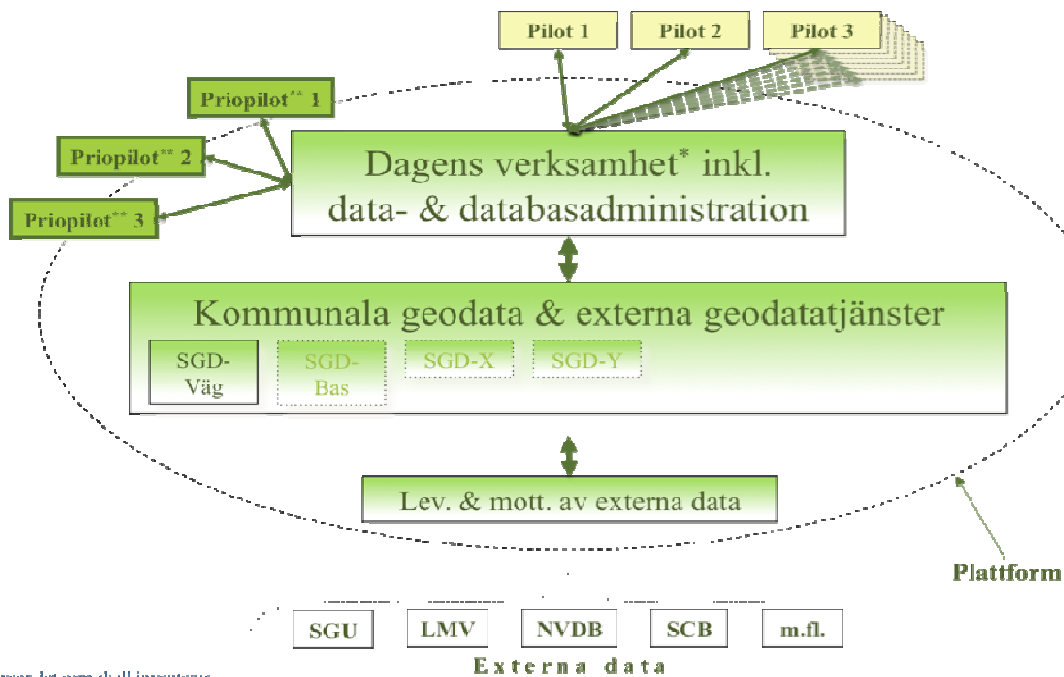 Pilot 1
Pilot 2
Pilot 3
Priopilot** 1
Priopilot** 2
Priopilot** 3
Dagens verksamhet* inkl.
data- & databasadministration
Kommunala geodata & externa geodatatjänster
SGD-
Väg
SGD-
Bas
SGD-X
SGD-Y
Lev. & mott. av externa data
Plattform
SGU
LMV
NVDB
SCB
m.fl.
Externa data